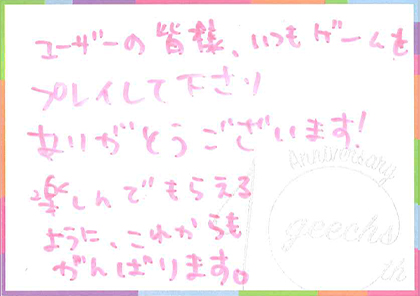 ユーザーの皆様、いつもゲームを
プレイして下さり
ありがとうございます!
楽しんでもらえる
ように、これからも
がんばります。
Anniversary
geechs
th